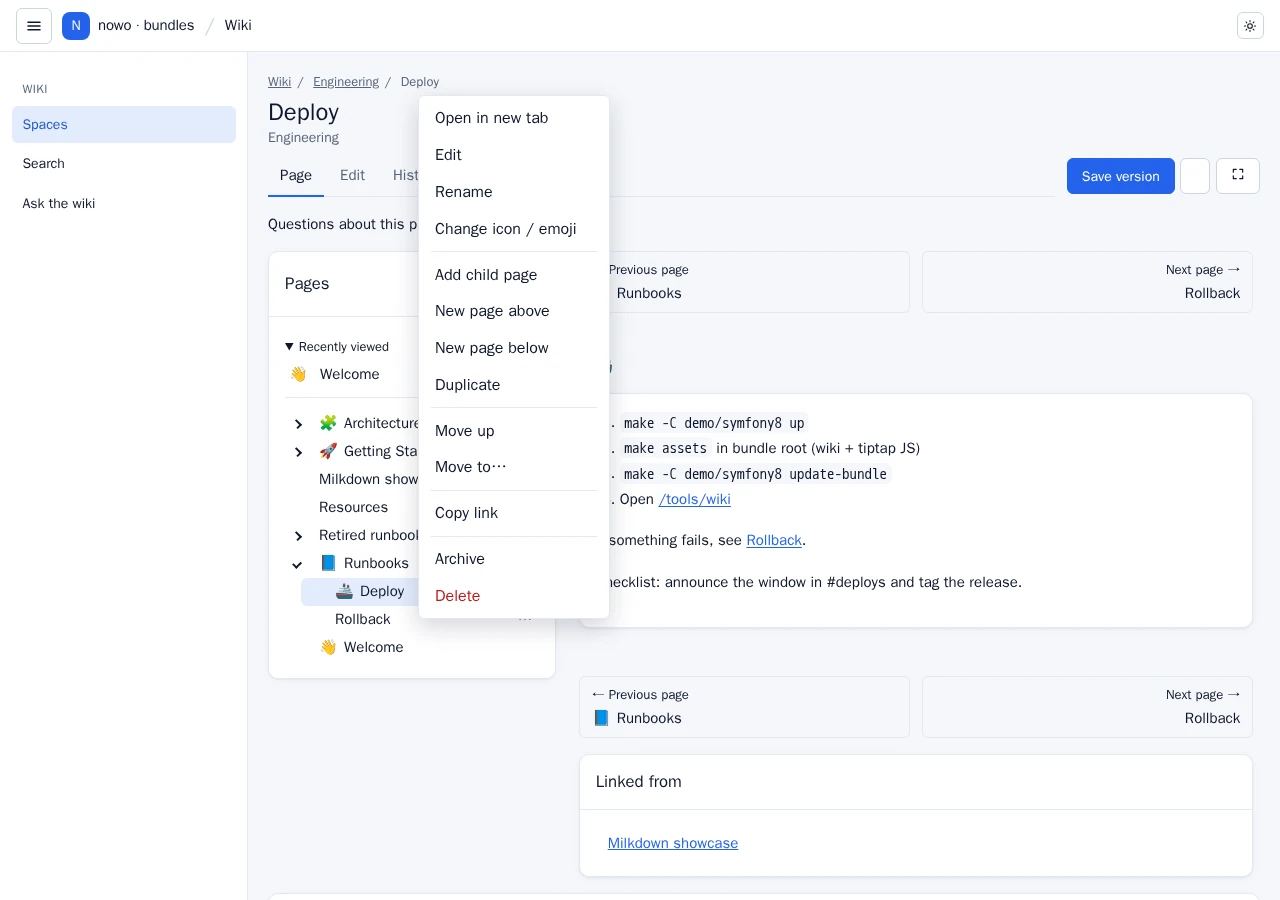 N nowo · bundles / Wiki
WIKI
Spaces
Search
Ask the wiki
Wiki / Engineering / Deploy
Deploy
Engineering
Page Edit Hist
Save version
Questions about this p
Pages
Recently viewed
Welcome
Architecture
Getting Sta
Milkdown show
Resources
Retired runbook
Runbooks
Deploy
Rollback
Welcome
Open in new tab
Edit
Rename
Change icon / emoji
Add child page
New page above
New page below
Duplicate
Move up
Move to…
Copy link
Archive
Delete
Previous page
Runbooks
Next page →
Rollback
. make -C demo/symfony8 up
. make assets in bundle root (wiki + tiptap JS)
. make -C demo/symfony8 update-bundle
. Open /tools/wiki
something fails, see Rollback.
hecklist: announce the window in #deploys and tag the release.
← Previous page
Runbooks
Next page →
Rollback
Linked from
Milkdown showcase